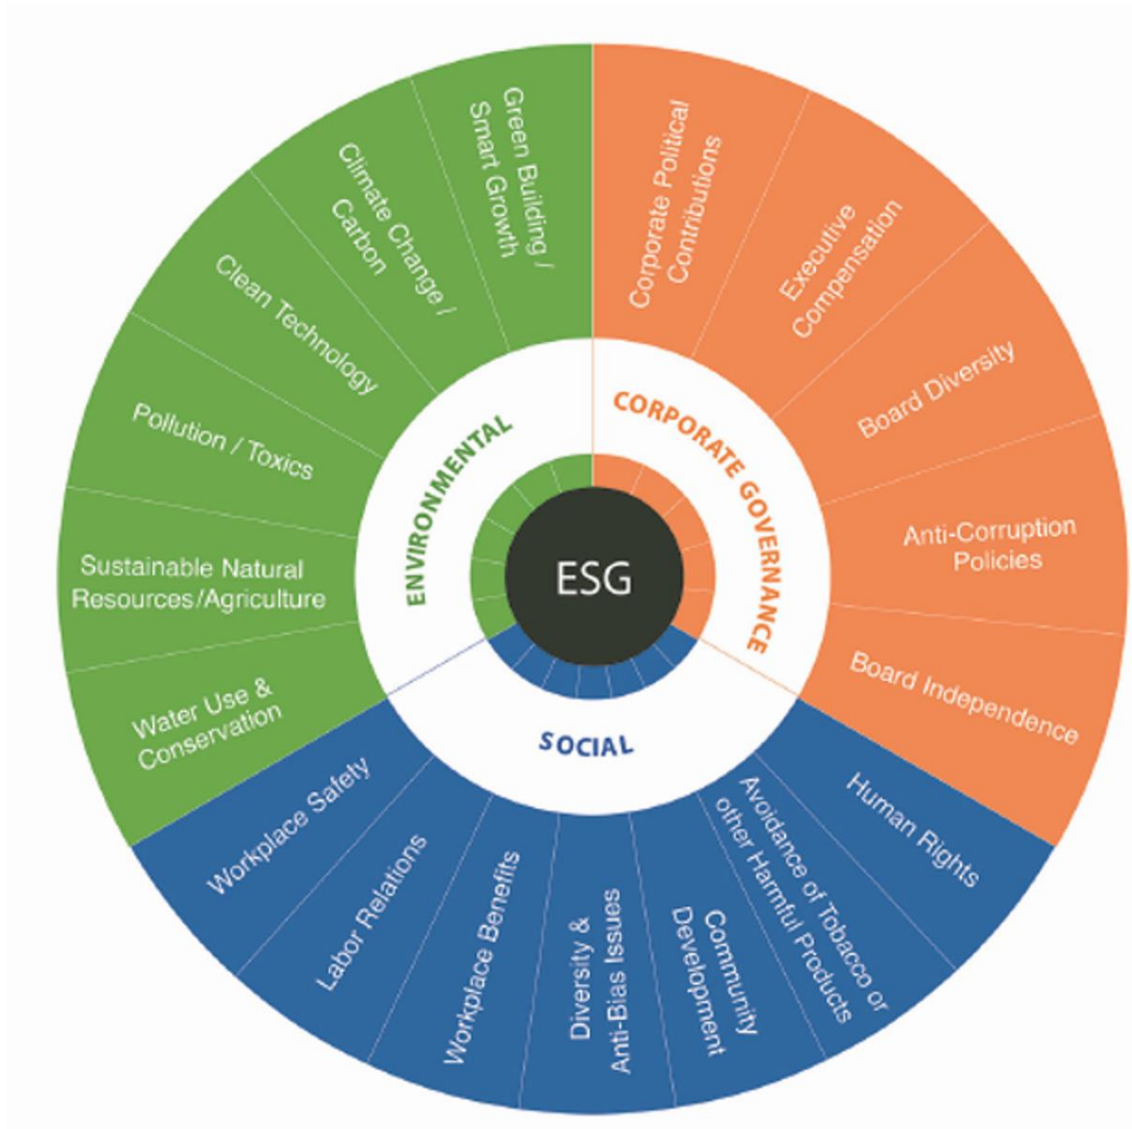 ESG
ENVIRONMENTAL
Green Building /
Smart Growth
Climate Change /
Carbon
Clean Technology
Pollution / Toxics
Sustainable Natural
Resources/Agriculture
Water Use &
Conservation
CORPORATE GOVERNANCE
Corporate Political
Contributions
Executive
Compensation
Board Diversity
Anti-Corruption
Policies
Board Independence
SOCIAL
Workplace Safety
Labor Relations
Workplace Benefits
Diversity &
Anti-Bias Issues
Community
Development
Avoidance of Tobacco or
other Harmful Products
Human Rights